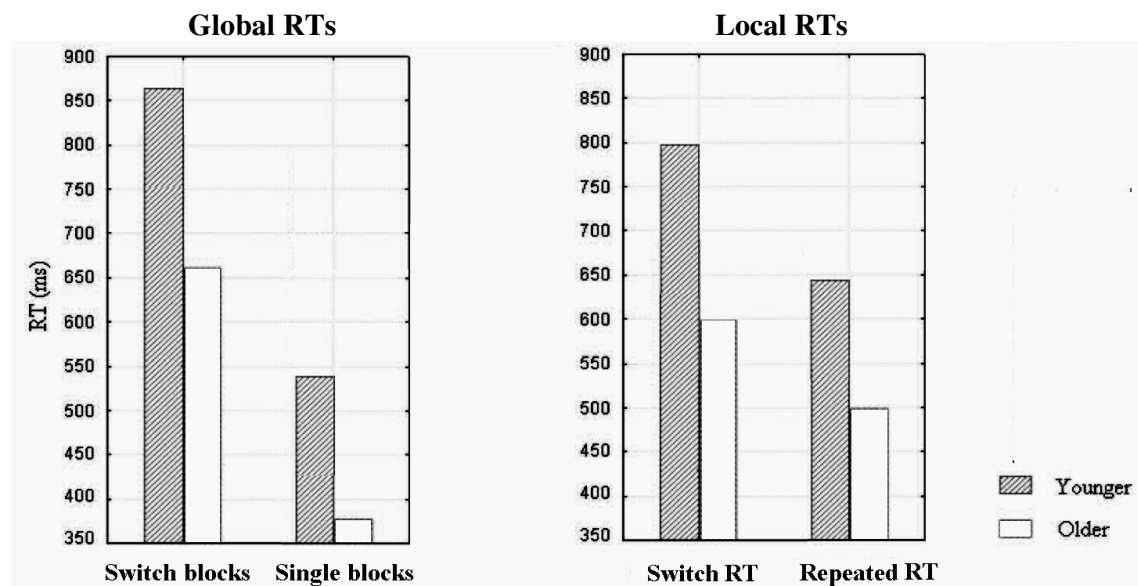 Global RTs
Local RTs
RT (ms)
900
850
800
750
700
650
600
550
500
450
400
350
Switch blocks
Single blocks
900
850
800
750
700
650
600
550
500
450
400
350
Switch RT
Repeated RT
Younger
Older